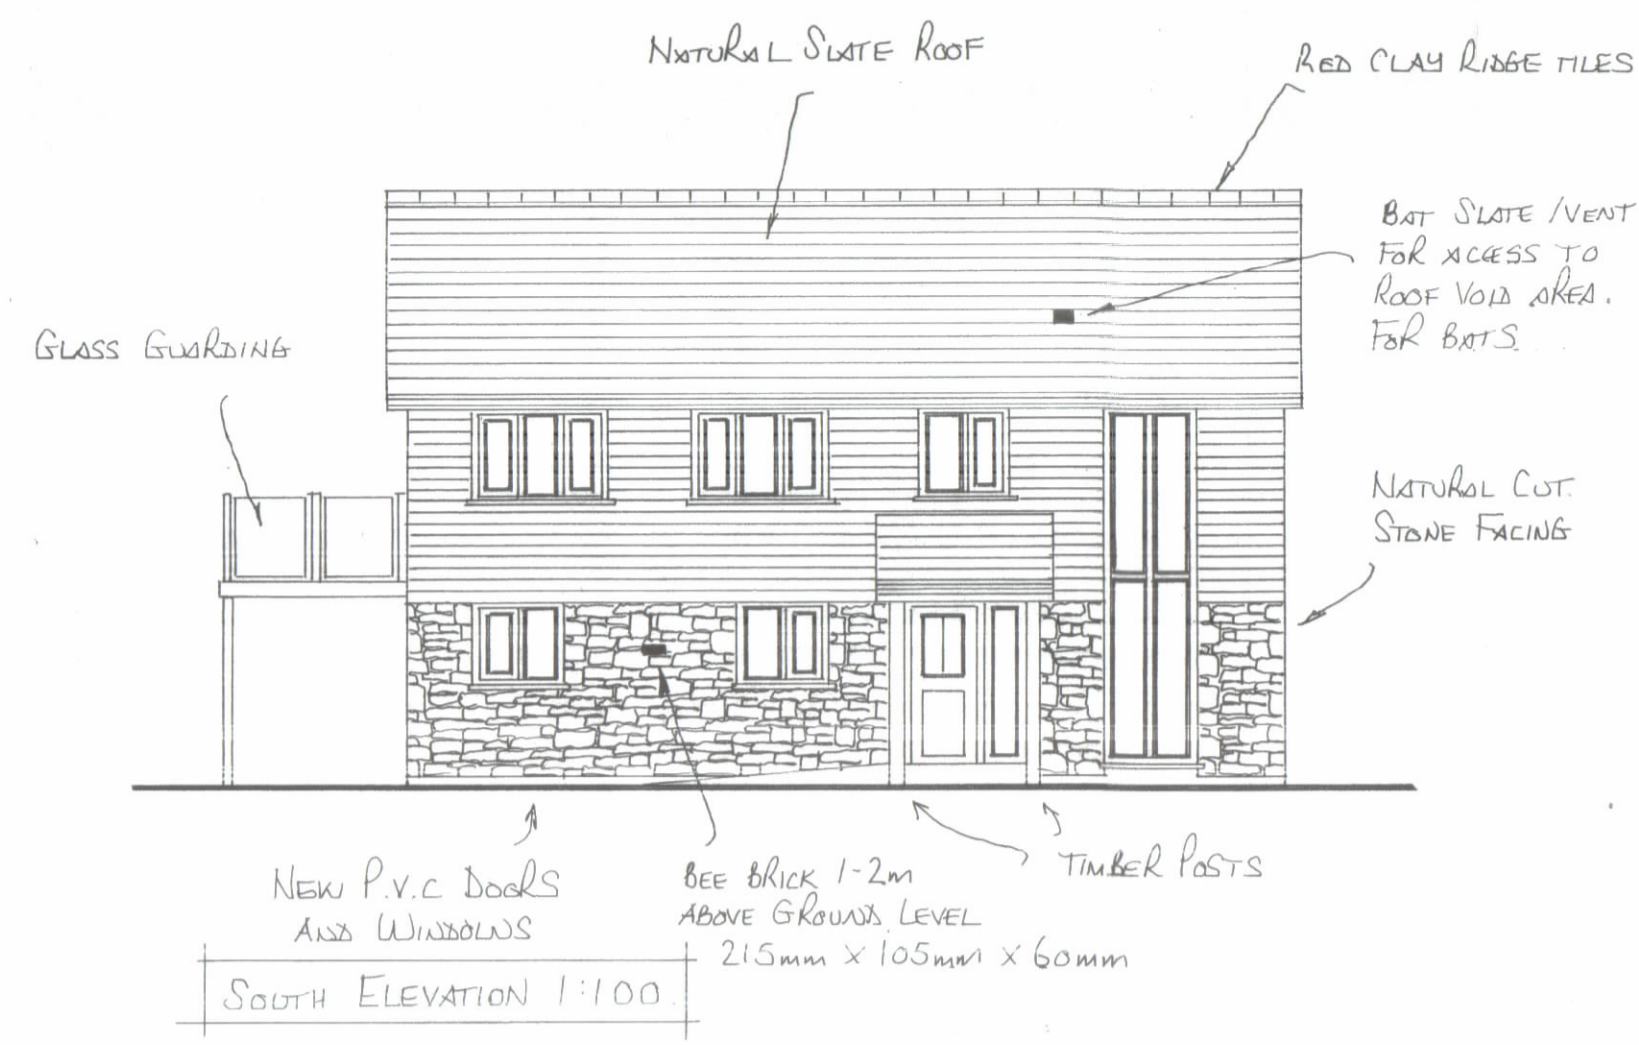 NATURAL SLATE ROOF
RED CLAY RIDGE TILES
BAT SLATE / VENT
FOR ACCESS TO
ROOF VOID AREA.
FOR BATS.
GLASS GUARDING
NATURAL CUT.
STONE FACING
NEW P.V.C DOORS
AND WINDOWS
BEE BRICK 1-2m
ABOVE GROUND LEVEL
215mm X 105mm X 60mm
TIMBER POSTS
SOUTH ELEVATION 1:100.